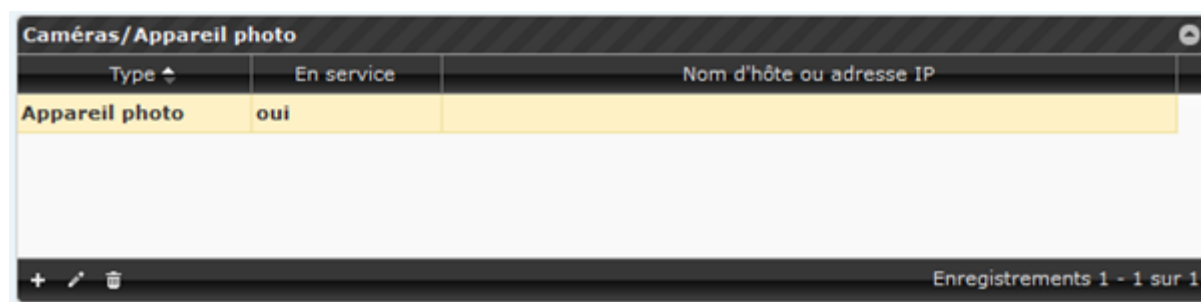 Caméras/Appareil photo
Type En service Nom d'hôte ou adresse IP
Appareil photo oui
Enregistrements 1 - 1 sur 1